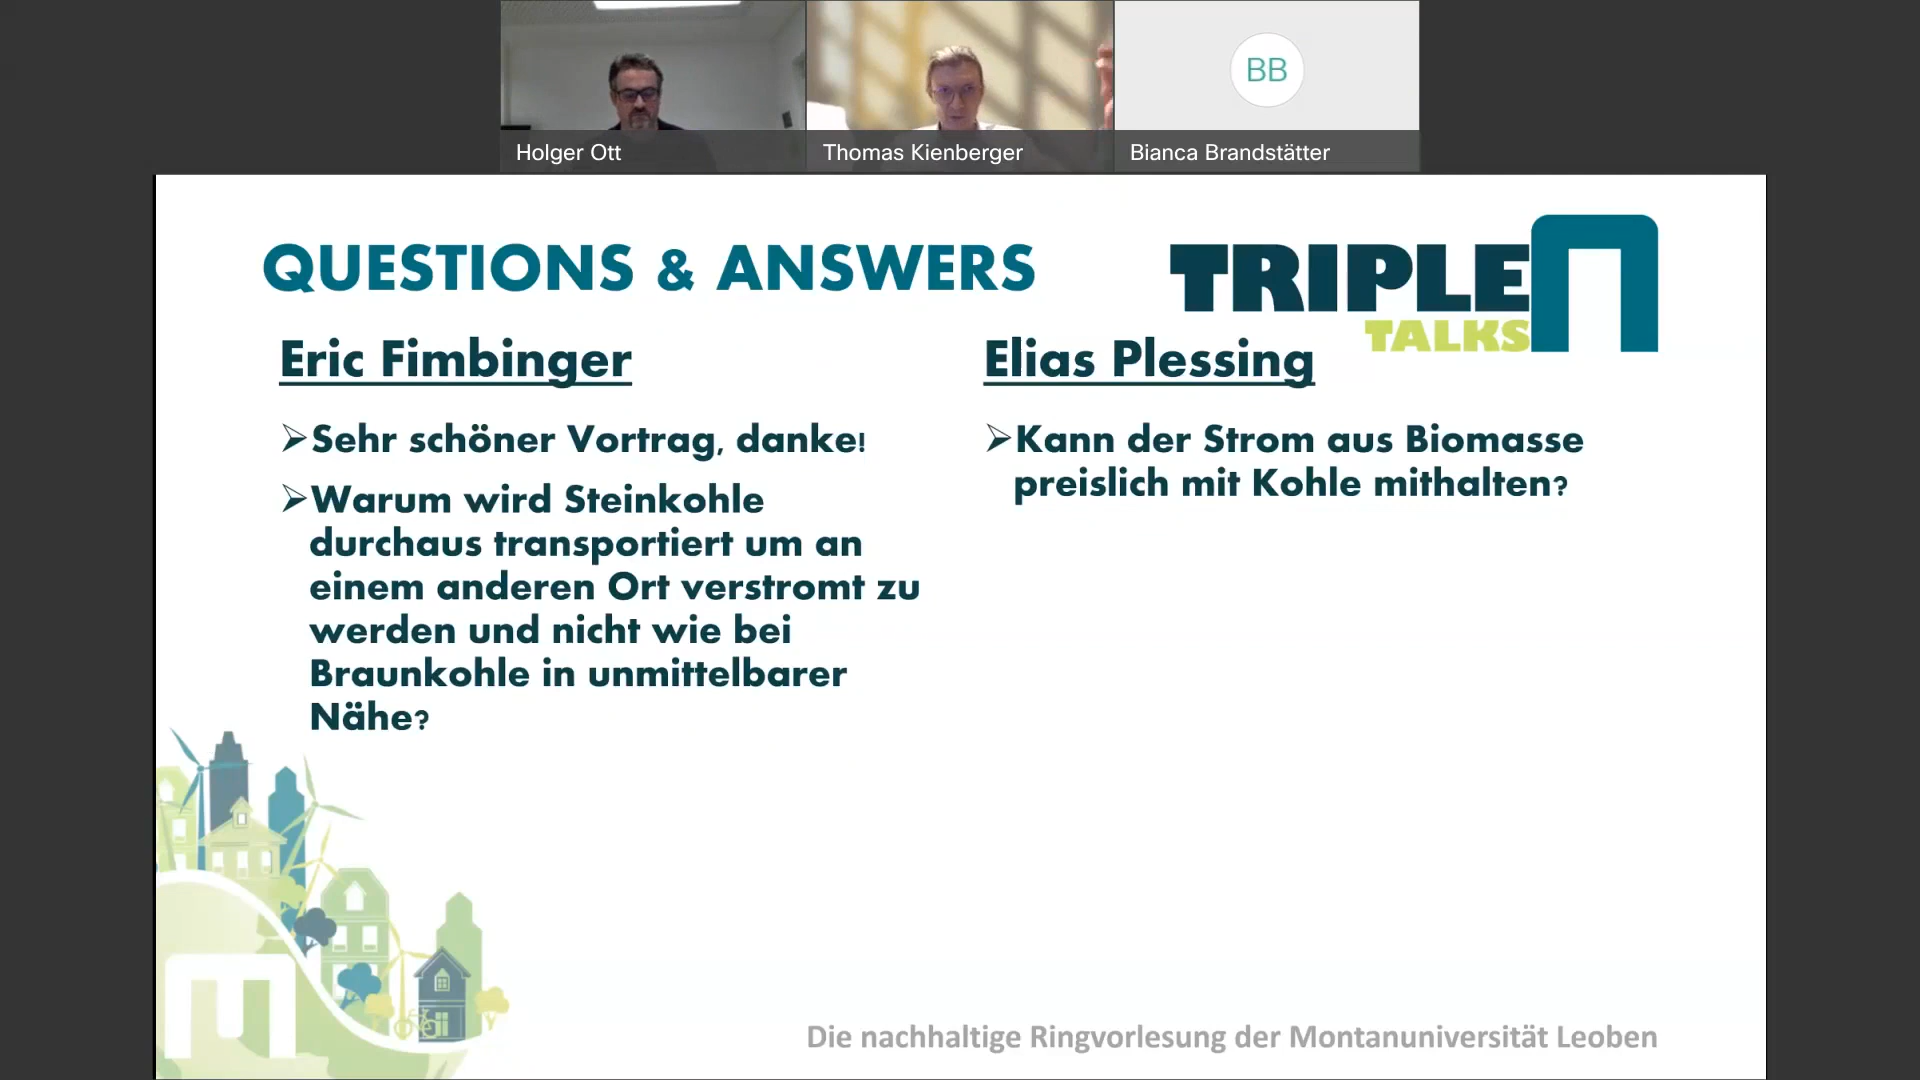 BB
Holger Ott
Thomas Kienberger
Bianca Brandstätter
QUESTIONS & ANSWERS
TRIPLE
TALKS
Eric Fimbinger
➢Sehr schöner Vortrag, danke!
➢Warum wird Steinkohle
durchaus transportiert um an
einem anderen Ort verstromt zu
werden und nicht wie bei
Braunkohle in unmittelbarer
Nähe?
Elias Plessing
➢Kann der Strom aus Biomasse
preislich mit Kohle mithalten?
Die nachhaltige Ringvorlesung der Montanuniversität Leoben